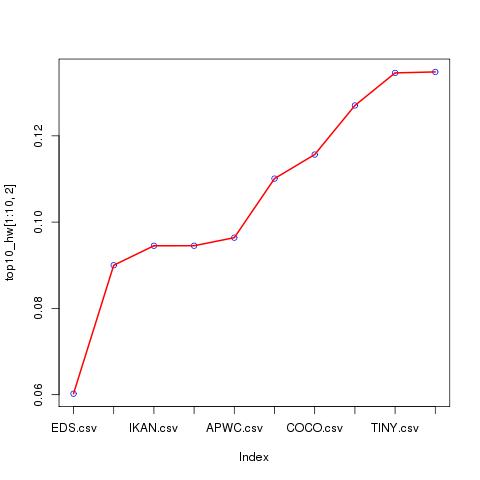 top10_hw[1:10, 2]
0.12
0.10
0.08
0.06
EDS.csv IKAN.csv APWC.csv COCO.csv TINY.csv
Index